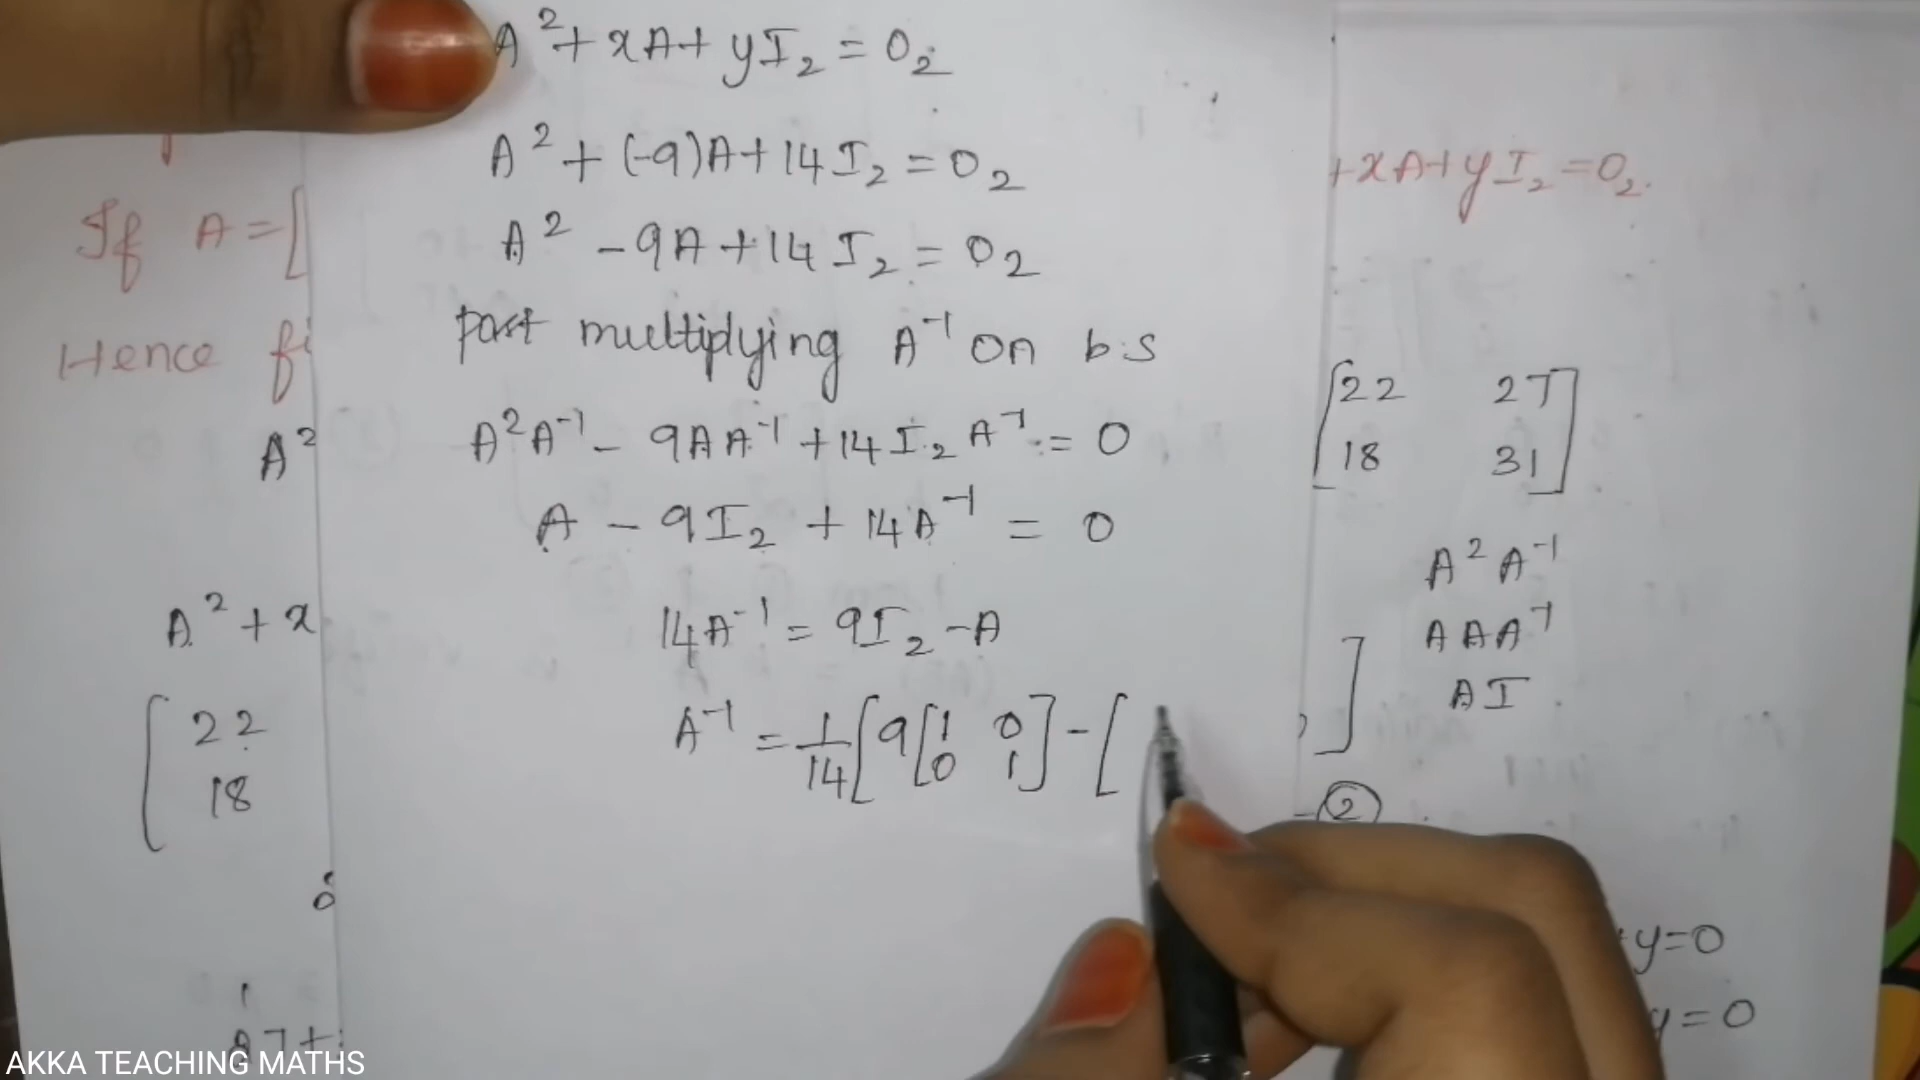 A²+xA+yI₂=O₂
A²+(-9)A+14I₂=O₂
A²-9A+14I₂=O₂
post multiplying A⁻¹ on b.s
A²A⁻¹-9AA⁻¹+14I₂A⁻¹=0
A-9I₂+14A⁻¹=0
14A⁻¹=9I₂-A
A⁻¹=1/14[9[1 0
0 1]-[
If A=[
Hence fi
A²
A²+x
[22
18
+xA+yI₂=O₂.
[22 27
18 31]
A²A⁻¹
AAA⁻¹
AI
]
-②
+y=0
y=0
AKKA TEACHING MATHS